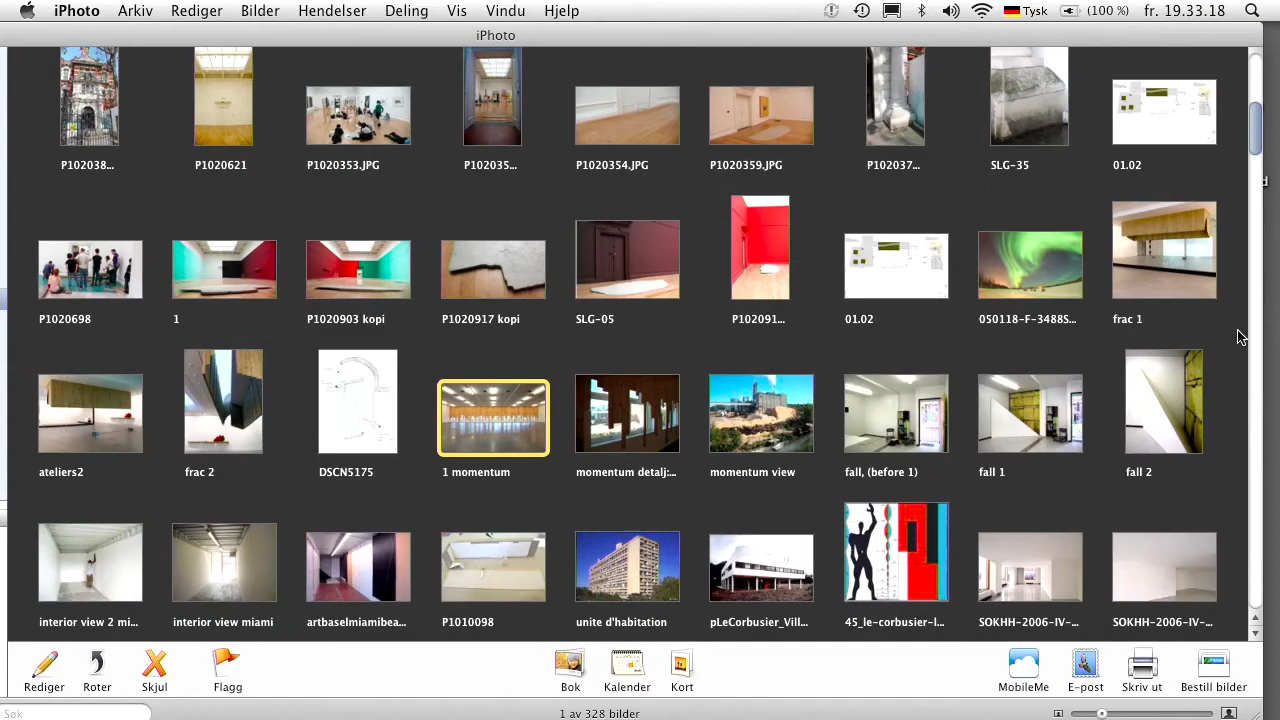 iPhoto Arkiv Rediger Bilder Hendelser Deling Vis Vindu Hjelp Tysk (100 %) fr. 19.33.18
iPhoto
P102038... P1020621 P1020353.JPG P102035... P1020354.JPG P1020359.JPG P102037... SLG-35 01.02
P1020698 1 P1020903 kopi P1020917 kopi SLG-05 P102091... 01.02 050118-F-3488S... frac 1
ateliers2 frac 2 DSCN5175 1 momentum momentum detalj:... momentum view fall, (before 1) fall 1 fall 2
interior view 2 mi... interior view miami artbaselmiamibea... P1010098 unite d'habitation pLeCorbusier_Vill... 45_le-corbusier-l... SOKHH-2006-IV-... SOKHH-2006-IV-...
Rediger Roter Skjul Flagg Bok Kalender Kort MobileMe E-post Skriv ut Bestill bilder
Søk 1 av 328 bilder